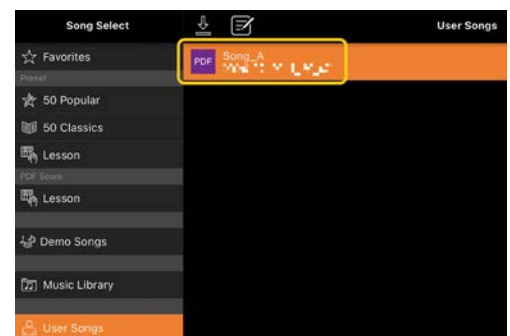 Song Select
User Songs
Favorites
Preset
50 Popular
50 Classics
Lesson
PDF Score
Lesson
Demo Songs
Music Library
User Songs
PDF
Song_A